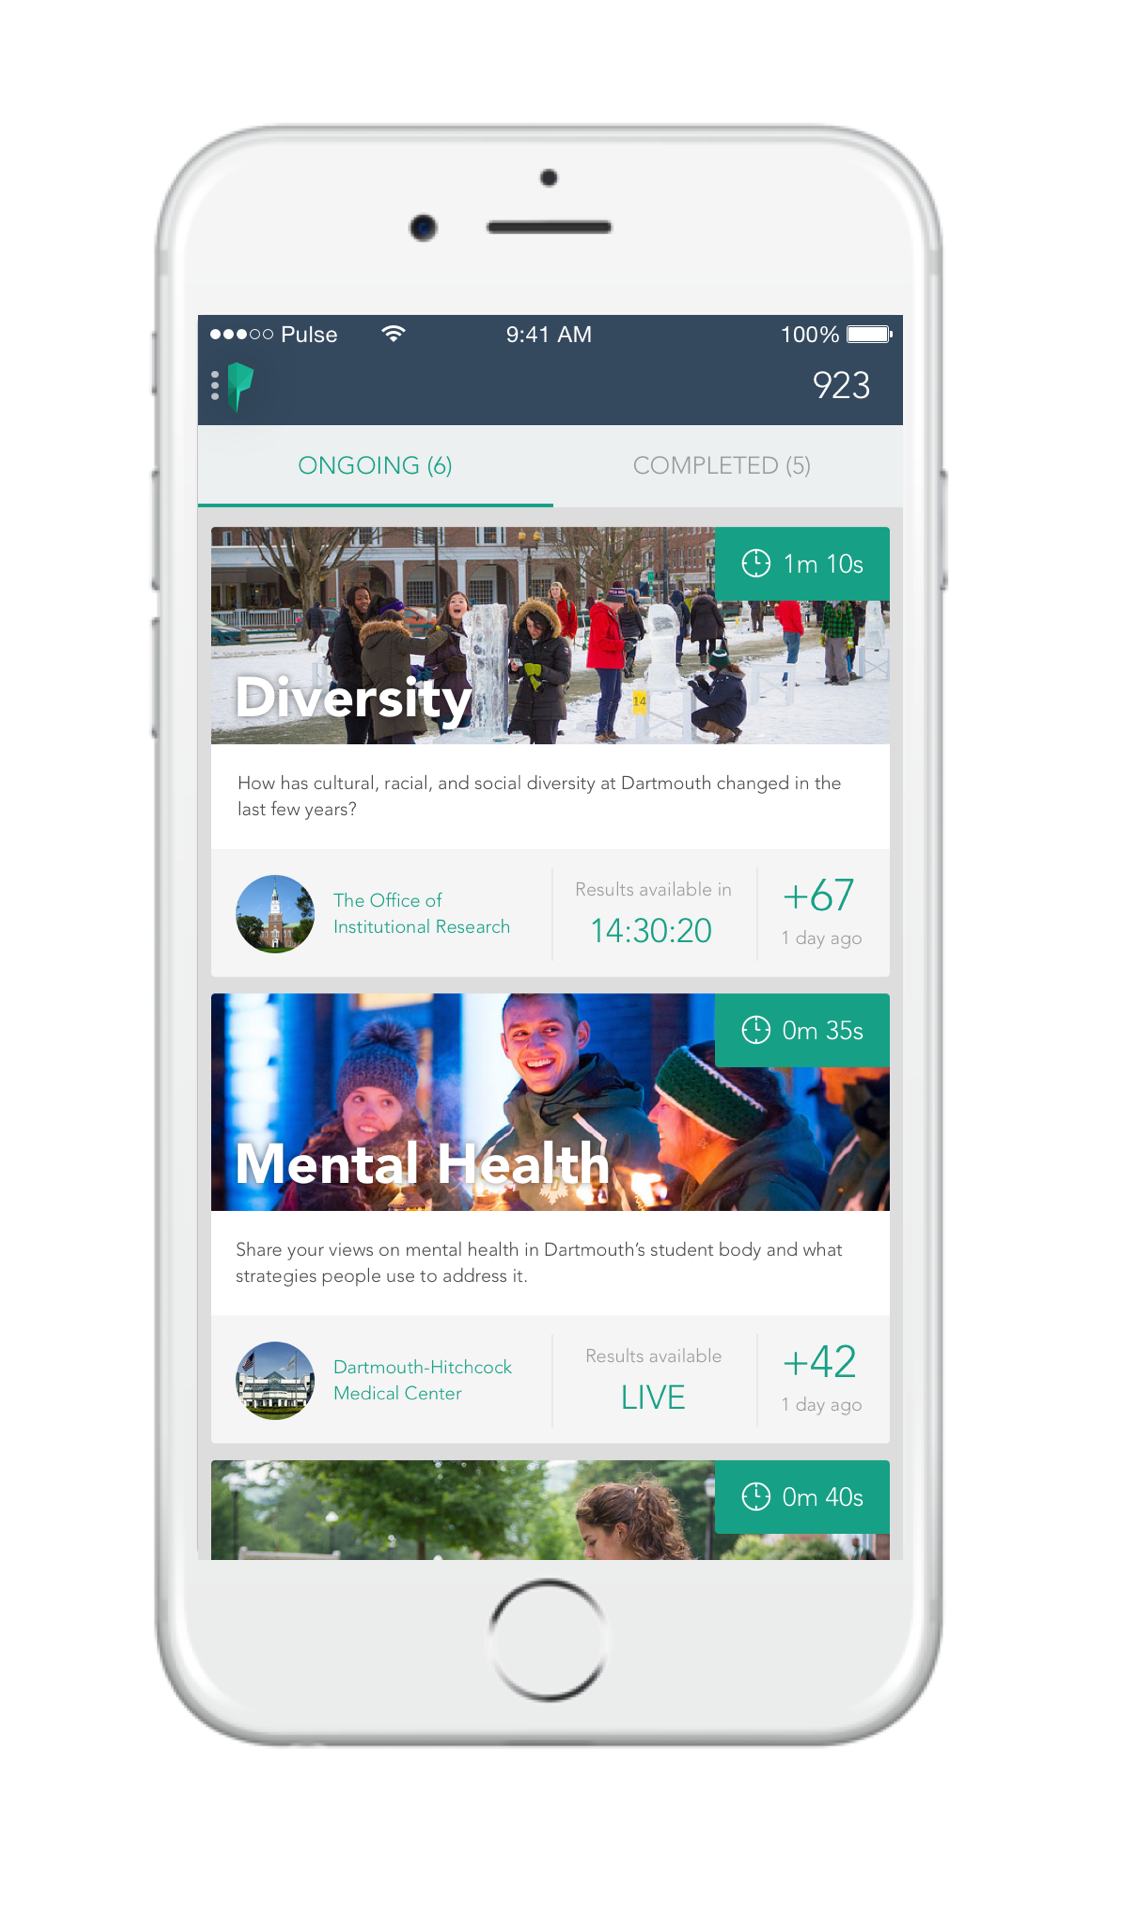 Pulse 9:41 AM 100%
923
ONGOING (6) COMPLETED (5)
1m 10s
14
Diversity
How has cultural, racial, and social diversity at Dartmouth changed in the
last few years?
The Office of
Institutional Research
Results available in
14:30:20
+67
1 day ago
0m 35s
Mental Health
Share your views on mental health in Dartmouth's student body and what
strategies people use to address it.
Dartmouth-Hitchcock
Medical Center
Results available
LIVE
+42
1 day ago
0m 40s